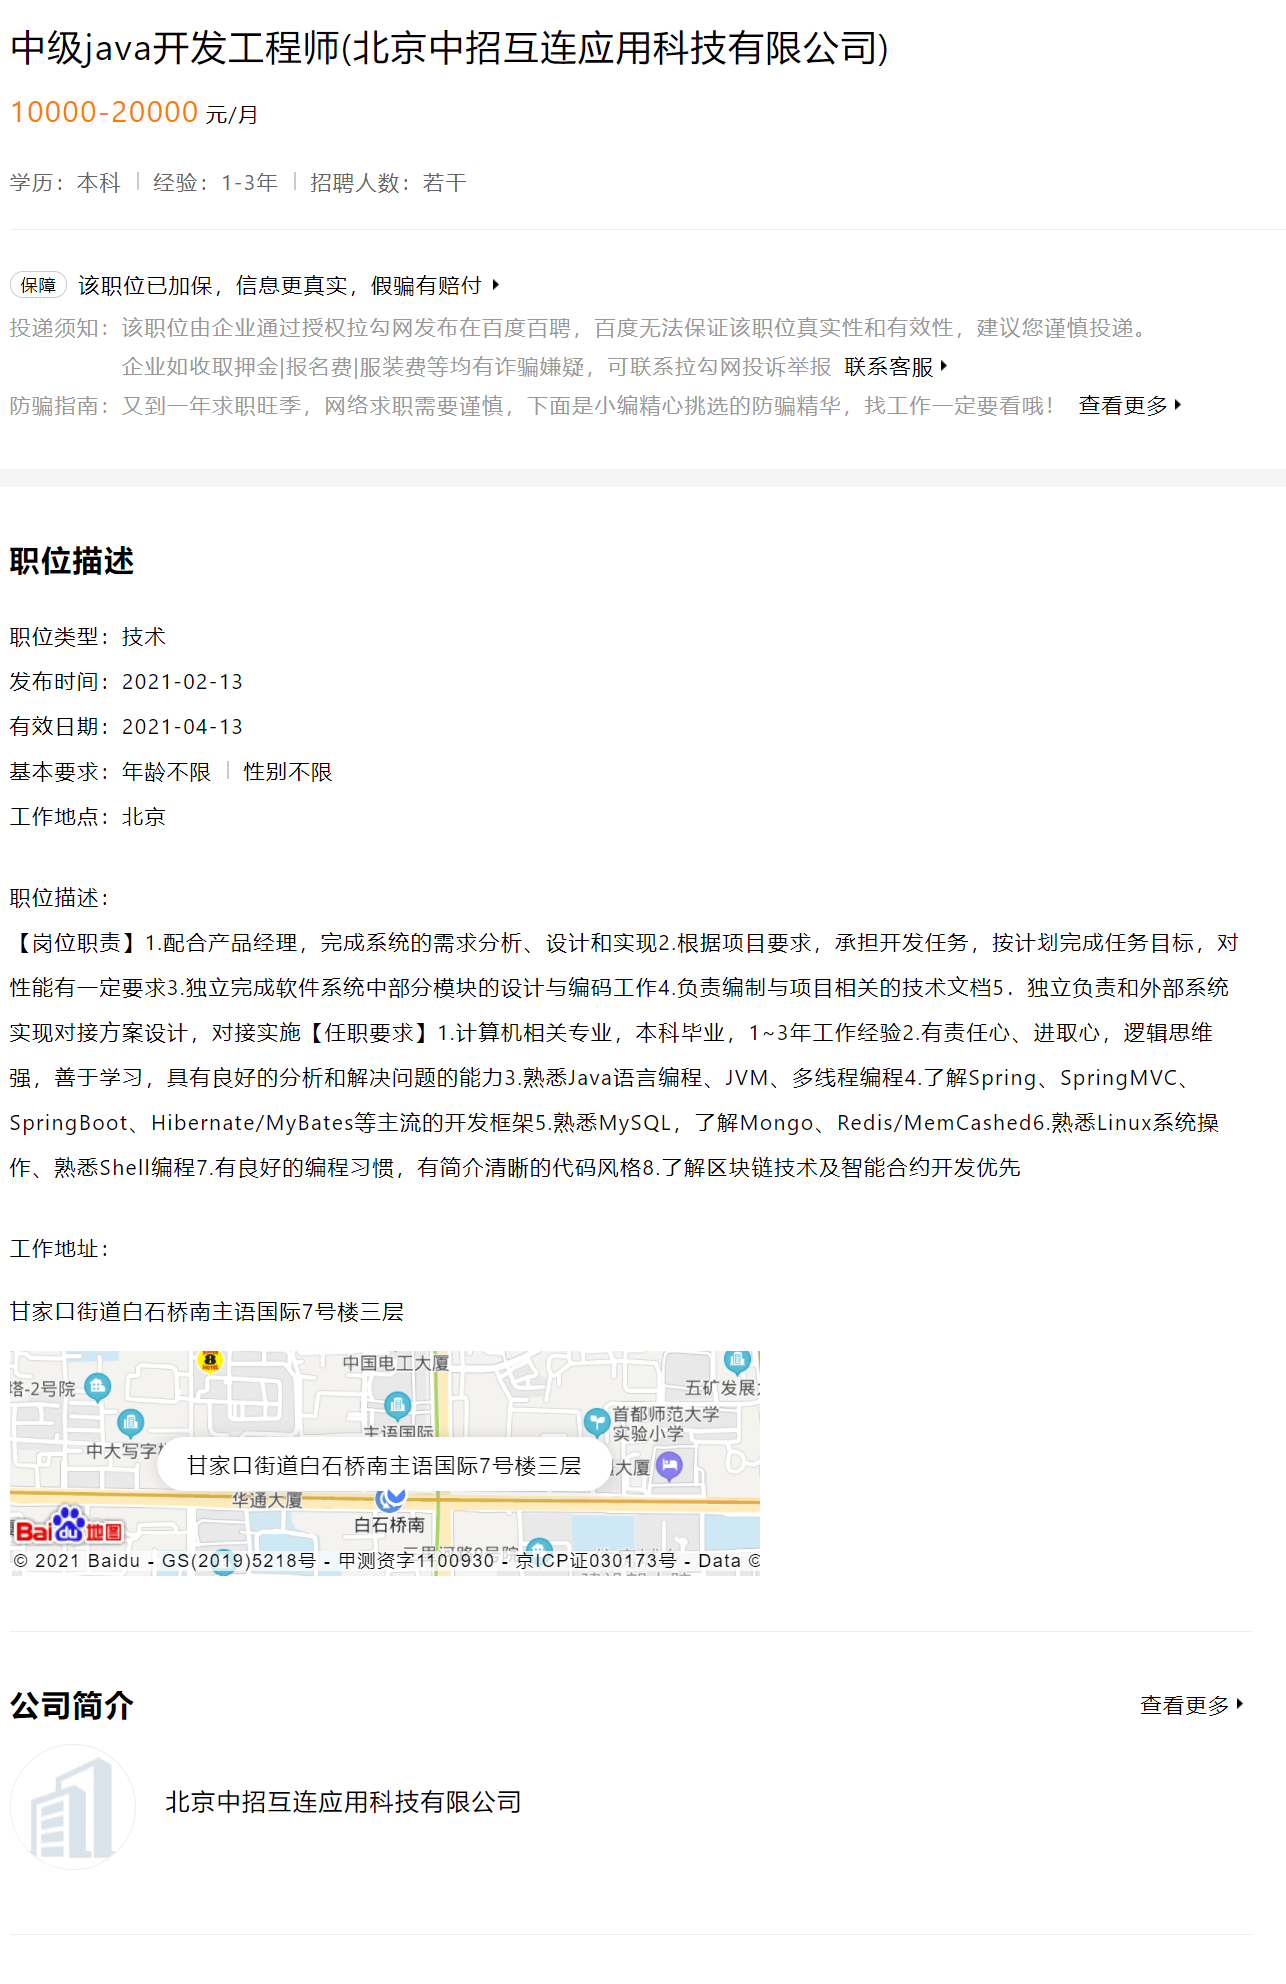 中级java开发工程师(北京中招互连应用科技有限公司)
10000-20000 元/月
学历：本科 | 经验：1-3年 | 招聘人数：若干
保障 该职位已加保，信息更真实，假骗有赔付
投递须知：该职位由企业通过授权拉勾网发布在百度百聘，百度无法保证该职位真实性和有效性，建议您谨慎投递。
企业如收取押金|报名费|服装费等均有诈骗嫌疑，可联系拉勾网投诉举报 联系客服
防骗指南：又到一年求职旺季，网络求职需要谨慎，下面是小编精心挑选的防骗精华，找工作一定要看哦！ 查看更多
职位描述
职位类型：技术
发布时间：2021-02-13
有效日期：2021-04-13
基本要求：年龄不限 | 性别不限
工作地点：北京
职位描述：
【岗位职责】1.配合产品经理，完成系统的需求分析、设计和实现2.根据项目要求，承担开发任务，按计划完成任务目标，对
性能有一定要求3.独立完成软件系统中部分模块的设计与编码工作4.负责编制与项目相关的技术文档5．独立负责和外部系统
实现对接方案设计，对接实施【任职要求】1.计算机相关专业，本科毕业，1~3年工作经验2.有责任心、进取心，逻辑思维
强，善于学习，具有良好的分析和解决问题的能力3.熟悉Java语言编程、JVM、多线程编程4.了解Spring、SpringMVC、
SpringBoot、Hibernate/MyBates等主流的开发框架5.熟悉MySQL，了解Mongo、Redis/MemCashed6.熟悉Linux系统操
作、熟悉Shell编程7.有良好的编程习惯，有简介清晰的代码风格8.了解区块链技术及智能合约开发优先
工作地址：
甘家口街道白石桥南主语国际7号楼三层
8
中国电工大厦
塔-2号院
五矿发展
首都师范大学
实验小学
主语国际
中大写字
甘家口街道白石桥南主语国际7号楼三层
大厦
华通大厦
白石桥南
Bai du 地图
© 2021 Baidu - GS(2019)5218号 - 甲测资字1100930 - 京ICP证030173号 - Data ©
公司简介
查看更多
北京中招互连应用科技有限公司